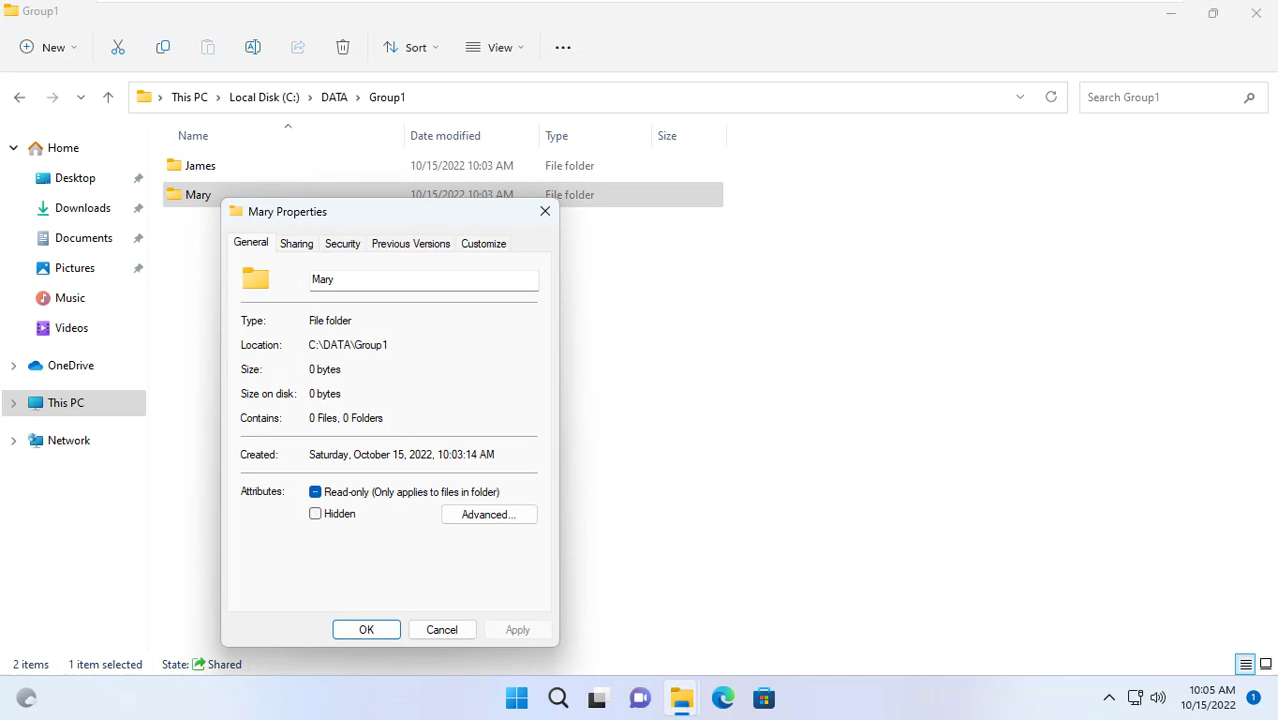 Group1
New
Sort
View
This PC > Local Disk (C:) > DATA > Group1
Search Group1
Name Date modified Type Size
Home
Desktop
Downloads
Documents
Pictures
Music
Videos
OneDrive
This PC
Network
James 10/15/2022 10:03 AM File folder
Mary 10/15/2022 10:03 AM File folder
Mary Properties
General Sharing Security Previous Versions Customize
Mary
Type: File folder
Location: C:\DATA\Group1
Size: 0 bytes
Size on disk: 0 bytes
Contains: 0 Files, 0 Folders
Created: Saturday, October 15, 2022, 10:03:14 AM
Attributes: Read-only (Only applies to files in folder)
Hidden Advanced...
OK Cancel Apply
2 items 1 item selected State: Shared
10:05 AM
10/15/2022
1